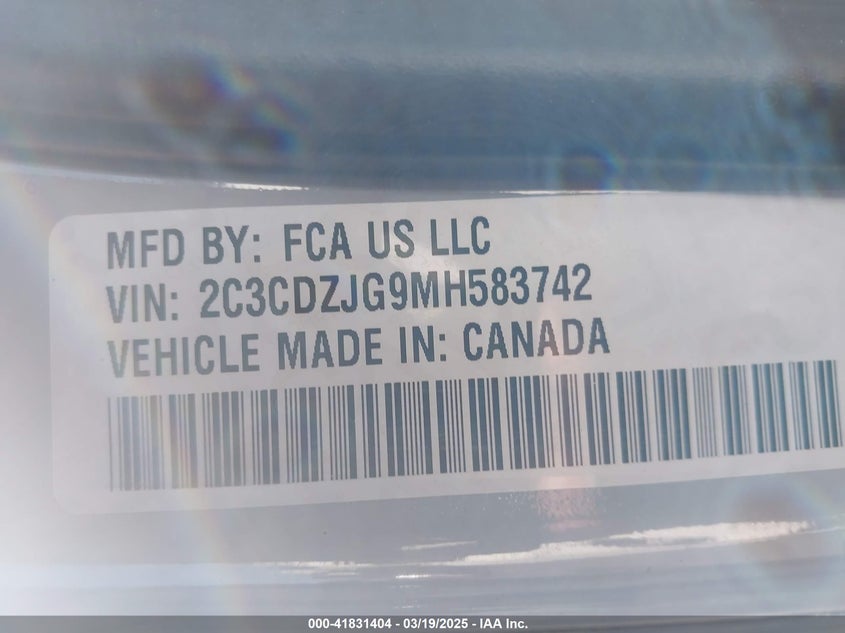 MFD BY: FCA US LLC
VIN: 2C3CDZJG9MH583742
VEHICLE MADE IN: CANADA
000-41831404 - 03/19/2025 - IAA Inc.